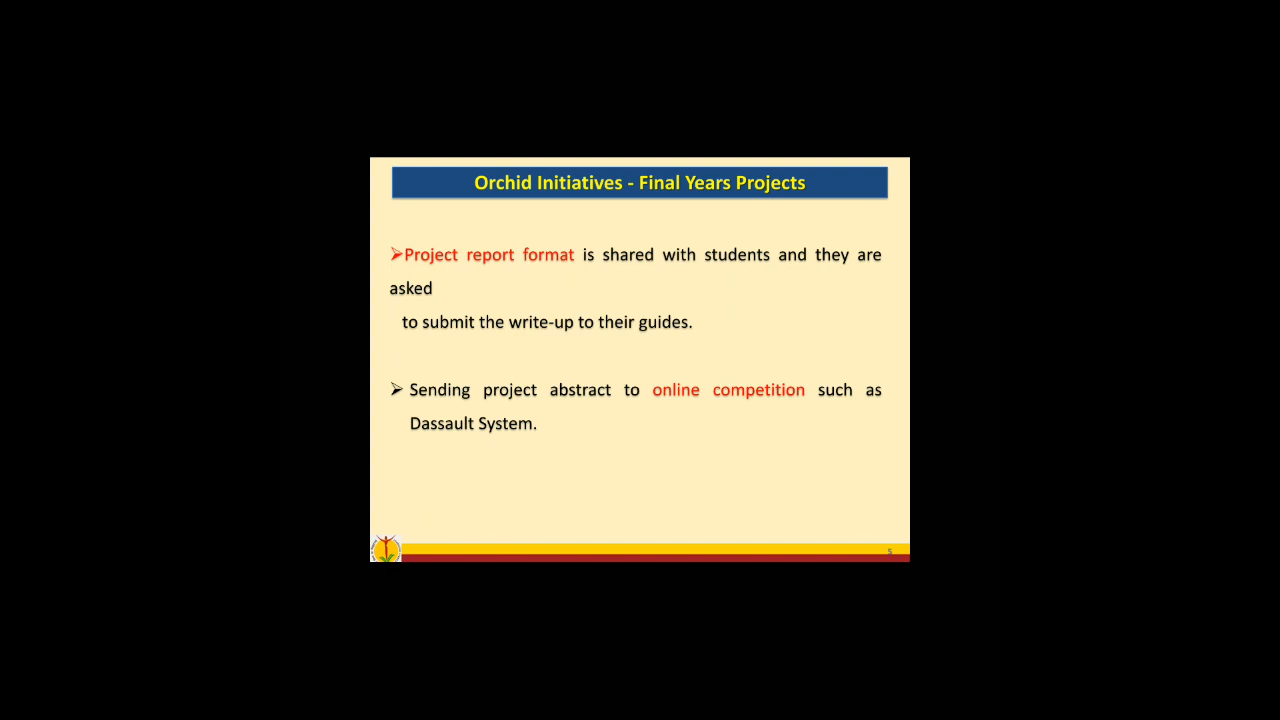 Orchid Initiatives - Final Years Projects
➢Project report format is shared with students and they are
asked
to submit the write-up to their guides.
➢ Sending project abstract to online competition such as
Dassault System.
5